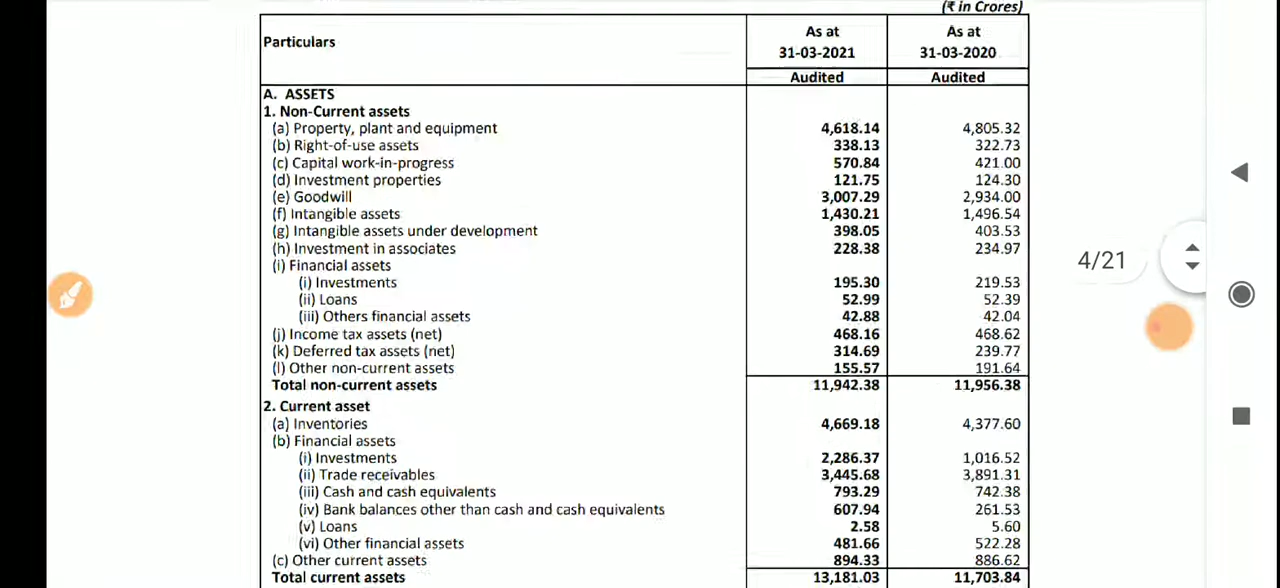 (₹ in Crores)
Particulars As at 31-03-2021 As at 31-03-2020
Audited Audited
A. ASSETS
1. Non-Current assets
(a) Property, plant and equipment 4,618.14 4,805.32
(b) Right-of-use assets 338.13 322.73
(c) Capital work-in-progress 570.84 421.00
(d) Investment properties 121.75 124.30
(e) Goodwill 3,007.29 2,934.00
(f) Intangible assets 1,430.21 1,496.54
(g) Intangible assets under development 398.05 403.53
(h) Investment in associates 228.38 234.97
(i) Financial assets
(i) Investments 195.30 219.53
(ii) Loans 52.99 52.39
(iii) Others financial assets 42.88 42.04
(j) Income tax assets (net) 468.16 468.62
(k) Deferred tax assets (net) 314.69 239.77
(l) Other non-current assets 155.57 191.64
Total non-current assets 11,942.38 11,956.38
2. Current asset
(a) Inventories 4,669.18 4,377.60
(b) Financial assets
(i) Investments 2,286.37 1,016.52
(ii) Trade receivables 3,445.68 3,891.31
(iii) Cash and cash equivalents 793.29 742.38
(iv) Bank balances other than cash and cash equivalents 607.94 261.53
(v) Loans 2.58 5.60
(vi) Other financial assets 481.66 522.28
(c) Other current assets 894.33 886.62
Total current assets 13,181.03 11,703.84
4/21